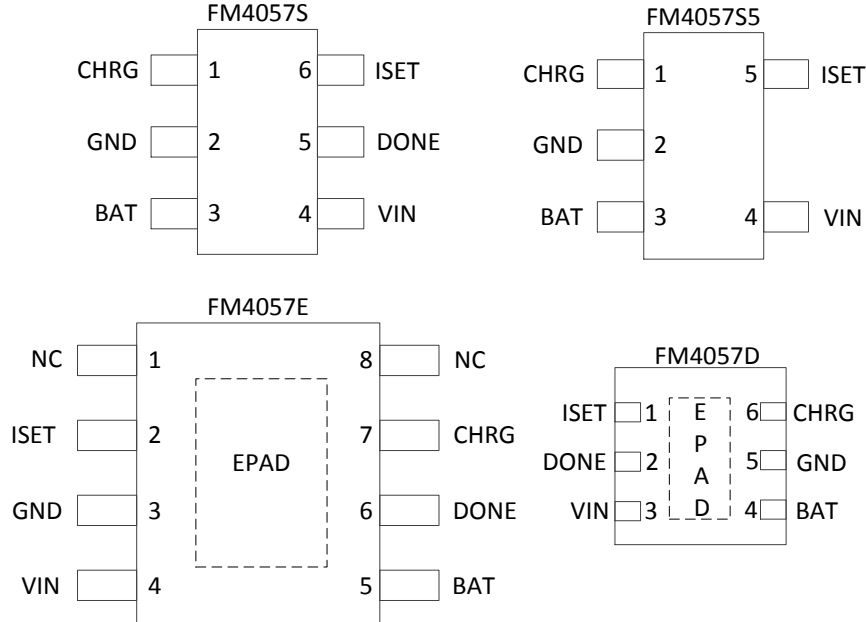 FM4057S
CHRG 1 6 ISET
GND 2 5 DONE
BAT 3 4 VIN
FM4057S5
CHRG 1 5 ISET
GND 2
BAT 3 4 VIN
FM4057E
NC 1 8 NC
ISET 2 7 CHRG
EPAD
GND 3 6 DONE
VIN 4 5 BAT
FM4057D
ISET 1 E 6 CHRG
DONE 2 P 5 GND
A
VIN 3 D 4 BAT